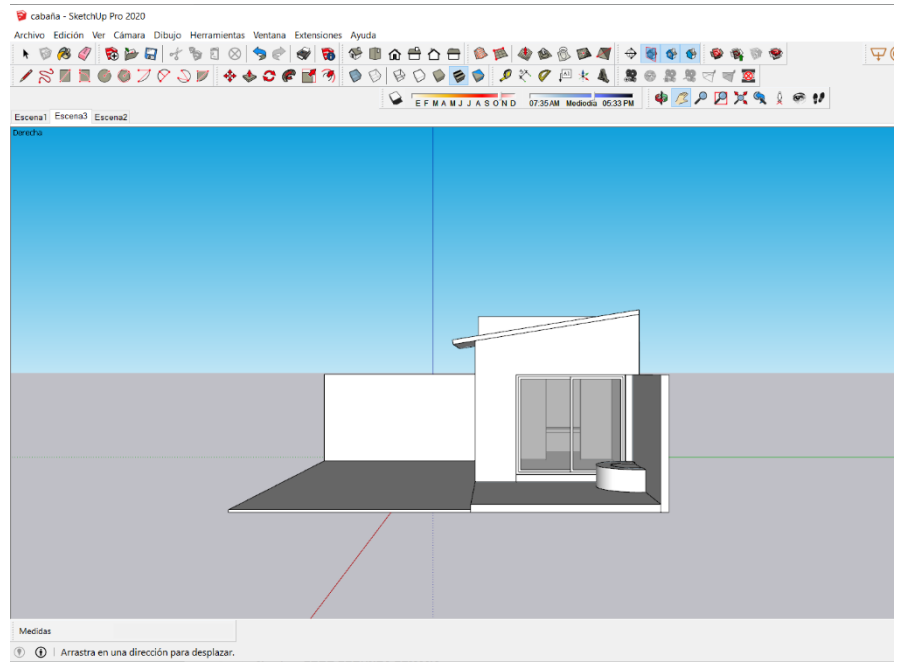 cabaña - SketchUp Pro 2020
Archivo Edición Ver Cámara Dibujo Herramientas Ventana Extensiones Ayuda
E F M A M J J A S O N D 07:35 AM Mediodía 05:33 PM
Escena1 Escena3 Escena2
Derecha
Medidas
Arrastra en una dirección para desplazar.